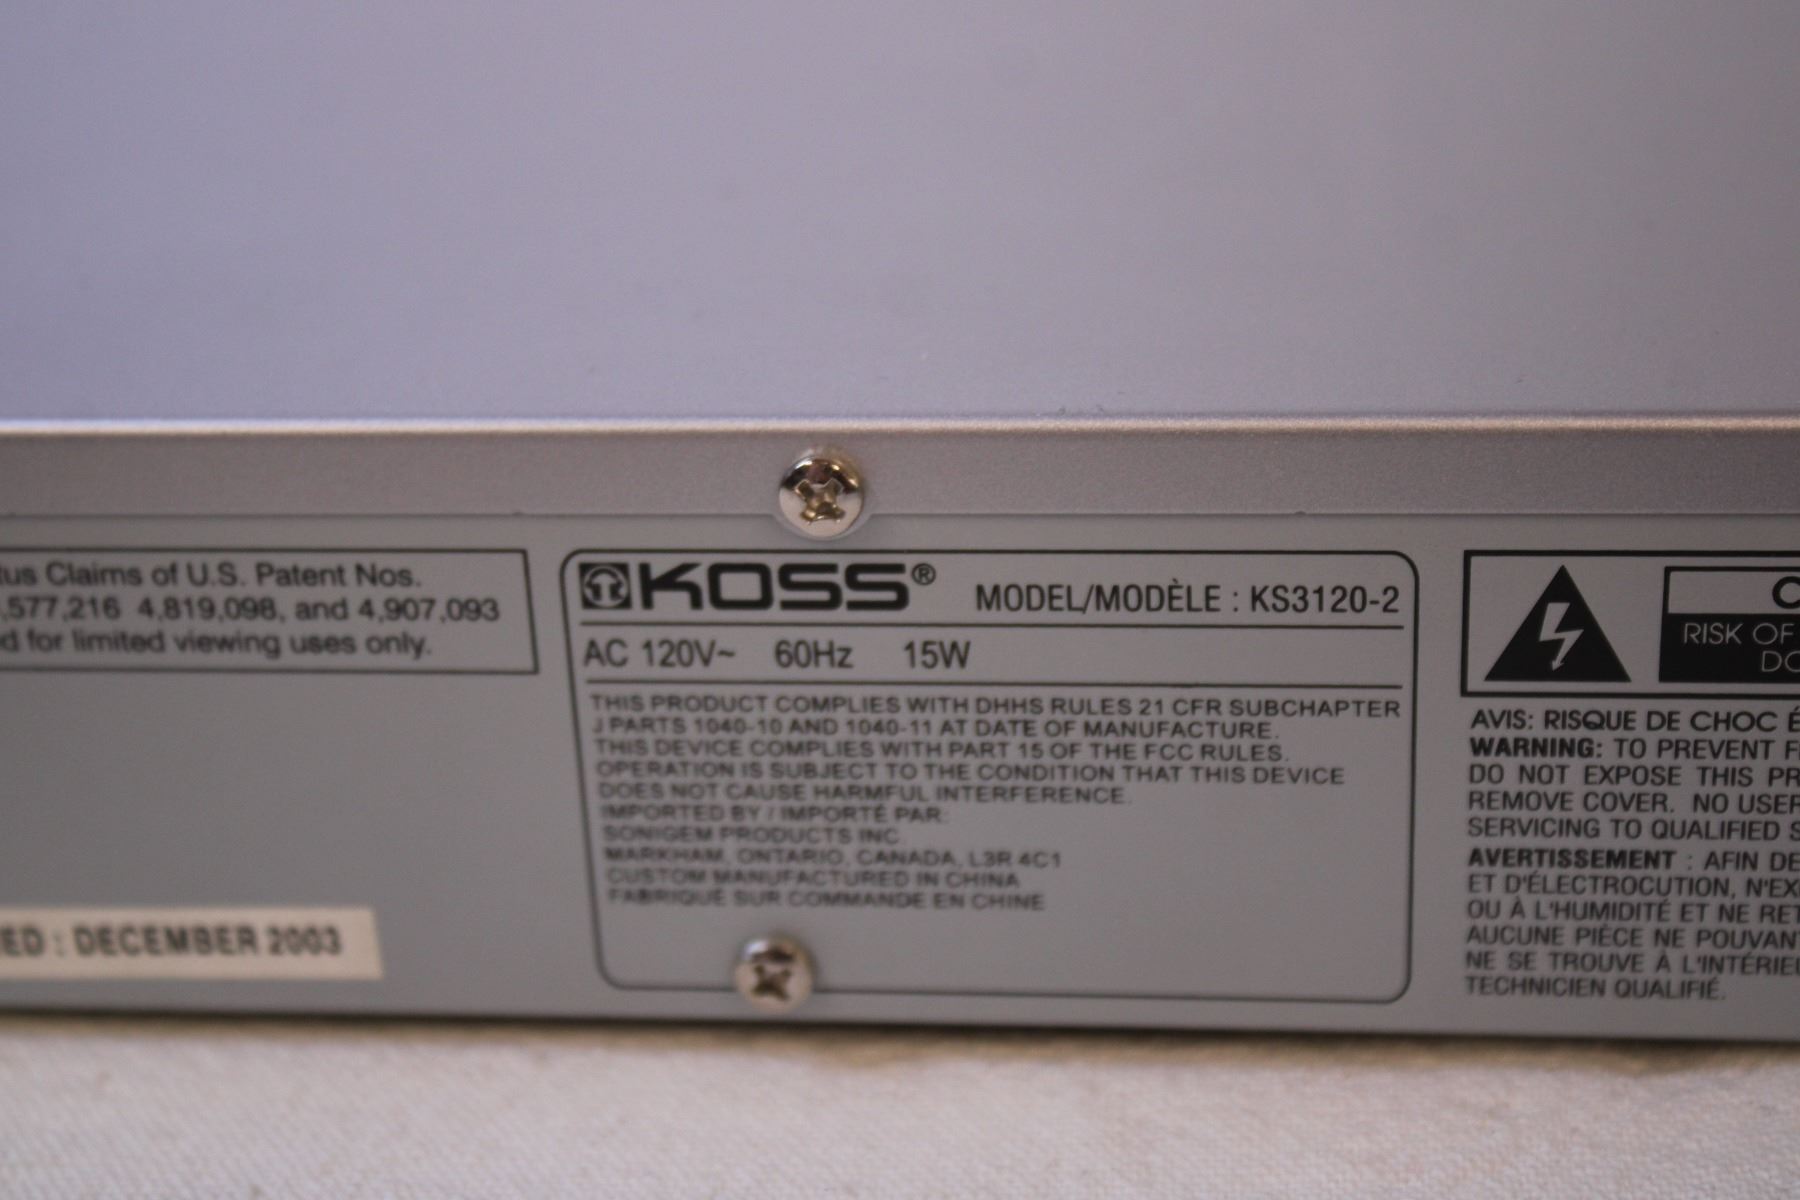 tus Claims of U.S. Patent Nos.
,577,216 4,819,098, and 4,907,093
d for limited viewing uses only.
ED : DECEMBER 2003
KOSS® MODEL/MODÈLE : KS3120-2
AC 120V~ 60Hz 15W
THIS PRODUCT COMPLIES WITH DHHS RULES 21 CFR SUBCHAPTER
J PARTS 1040-10 AND 1040-11 AT DATE OF MANUFACTURE.
THIS DEVICE COMPLIES WITH PART 15 OF THE FCC RULES.
OPERATION IS SUBJECT TO THE CONDITION THAT THIS DEVICE
DOES NOT CAUSE HARMFUL INTERFERENCE.
IMPORTED BY / IMPORTÉ PAR:
SONIGEM PRODUCTS INC.
MARKHAM, ONTARIO, CANADA, L3R 4C1
CUSTOM MANUFACTURED IN CHINA
FABRIQUÉ SUR COMMANDE EN CHINE
RISK OF
DO
AVIS: RISQUE DE CHOC É
WARNING: TO PREVENT F
DO NOT EXPOSE THIS PR
REMOVE COVER. NO USER
SERVICING TO QUALIFIED S
AVERTISSEMENT : AFIN DE
ET D'ÉLECTROCUTION, N'EX
OU À L'HUMIDITÉ ET NE RET
AUCUNE PIÈCE NE POUVANT
NE SE TROUVE À L'INTÉRIE
TECHNICIEN QUALIFIÉ.